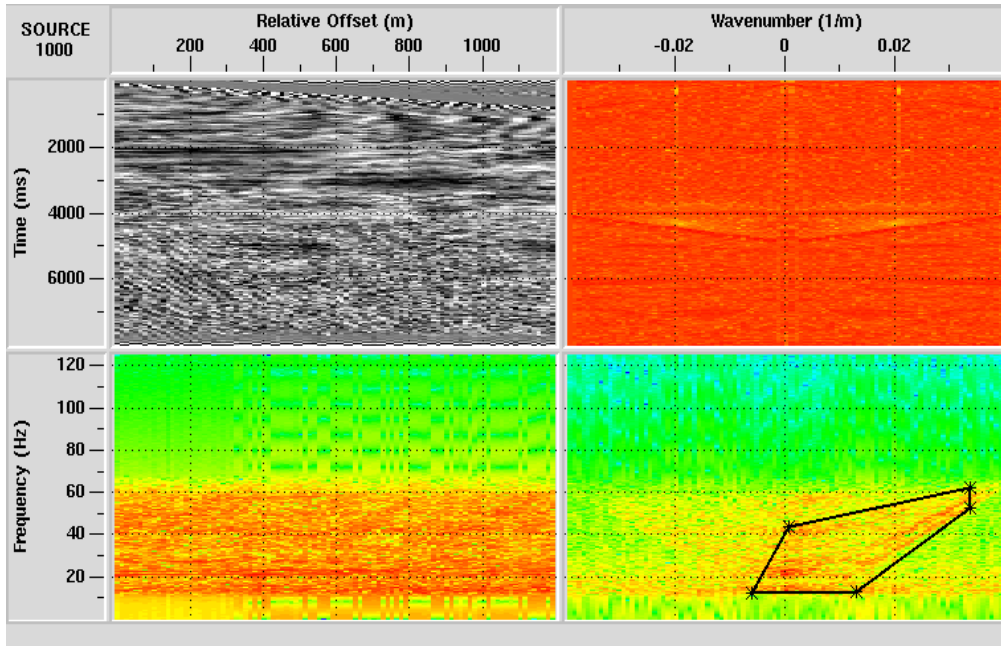 SOURCE
1000
Relative Offset (m)
200 400 600 800 1000
Wavenumber (1/m)
-0.02 0 0.02
Time (ms)
2000
4000
6000
Frequency (Hz)
120
100
80
60
40
20